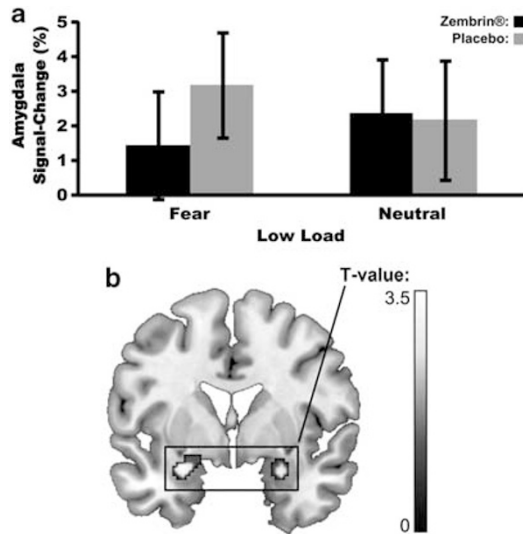 a
Zembrin®:
Placebo:
Amygdala
Signal-Change (%)
5
4
3
2
1
0
Fear Neutral
Low Load
b
T-value:
3.5
0